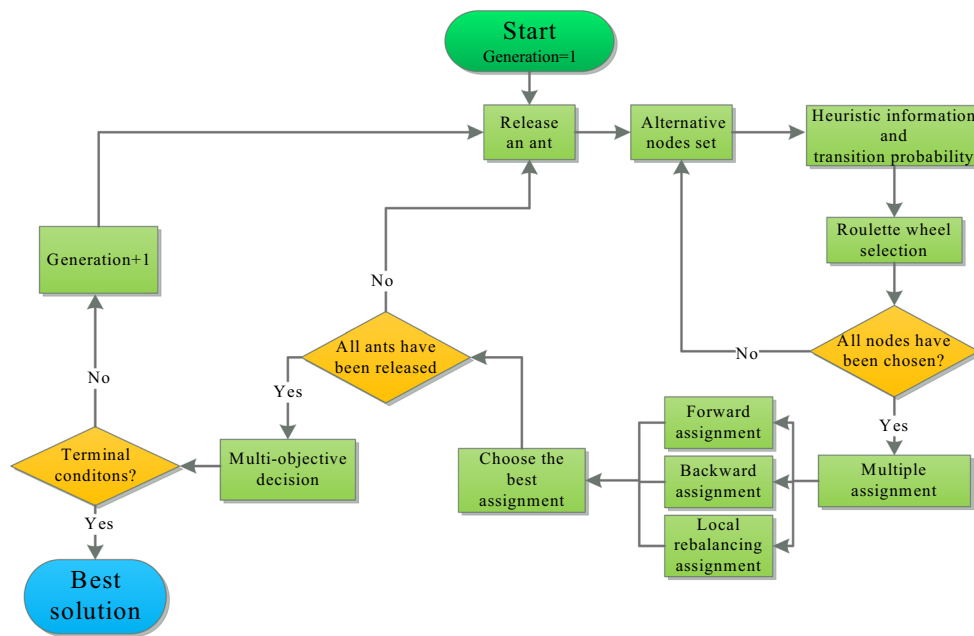 Start
Generation=1
Release
an ant
Alternative
nodes set
Heuristic information
and
transition probability
Roulette wheel
selection
All nodes have
been chosen?
No
Yes
Multiple
assignment
Forward
assignment
Backward
assignment
Local
rebalancing
assignment
Choose the
best
assignment
All ants have
been released
No
Yes
Multi-objective
decision
Terminal
conditons?
No
Generation+1
Yes
Best
solution